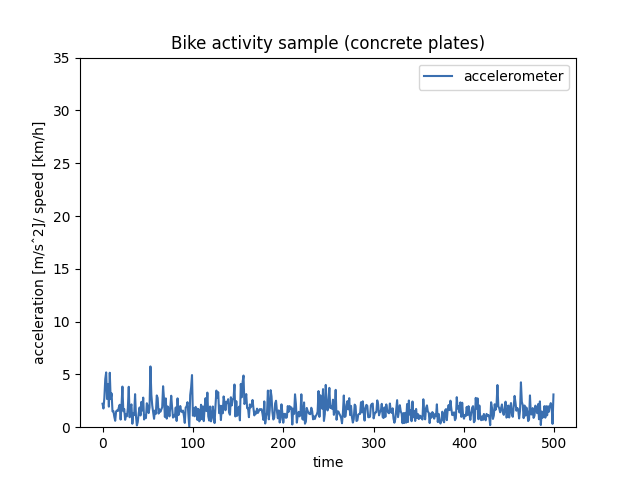 Bike activity sample (concrete plates)
accelerometer
35
30
25
20
15
10
5
0
acceleration [m/sˆ2]/ speed [km/h]
0 100 200 300 400 500
time